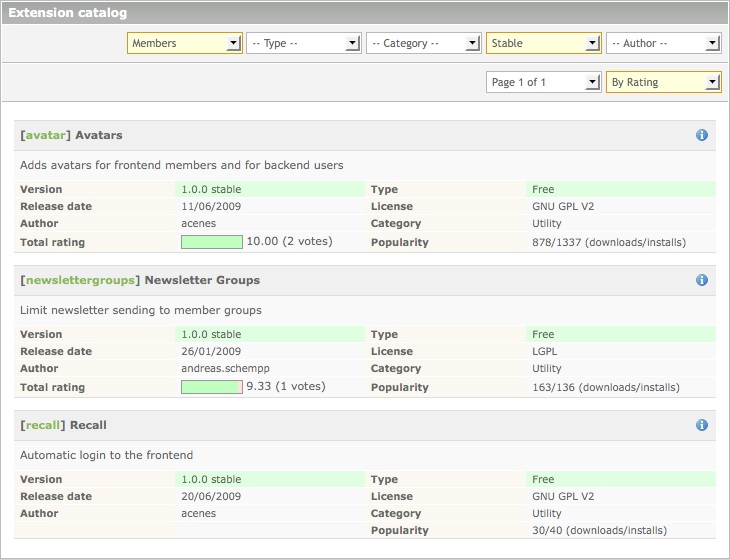 Extension catalog
Members -- Type -- -- Category -- Stable -- Author --
Page 1 of 1 By Rating
[avatar] Avatars
Adds avatars for frontend members and for backend users
Version 1.0.0 stable Type Free
Release date 11/06/2009 License GNU GPL V2
Author acenes Category Utility
Total rating 10.00 (2 votes) Popularity 878/1337 (downloads/installs)
[newslettergroups] Newsletter Groups
Limit newsletter sending to member groups
Version 1.0.0 stable Type Free
Release date 26/01/2009 License LGPL
Author andreas.schempp Category Utility
Total rating 9.33 (1 votes) Popularity 163/136 (downloads/installs)
[recall] Recall
Automatic login to the frontend
Version 1.0.0 stable Type Free
Release date 20/06/2009 License GNU GPL V2
Author acenes Category Utility
Popularity 30/40 (downloads/installs)